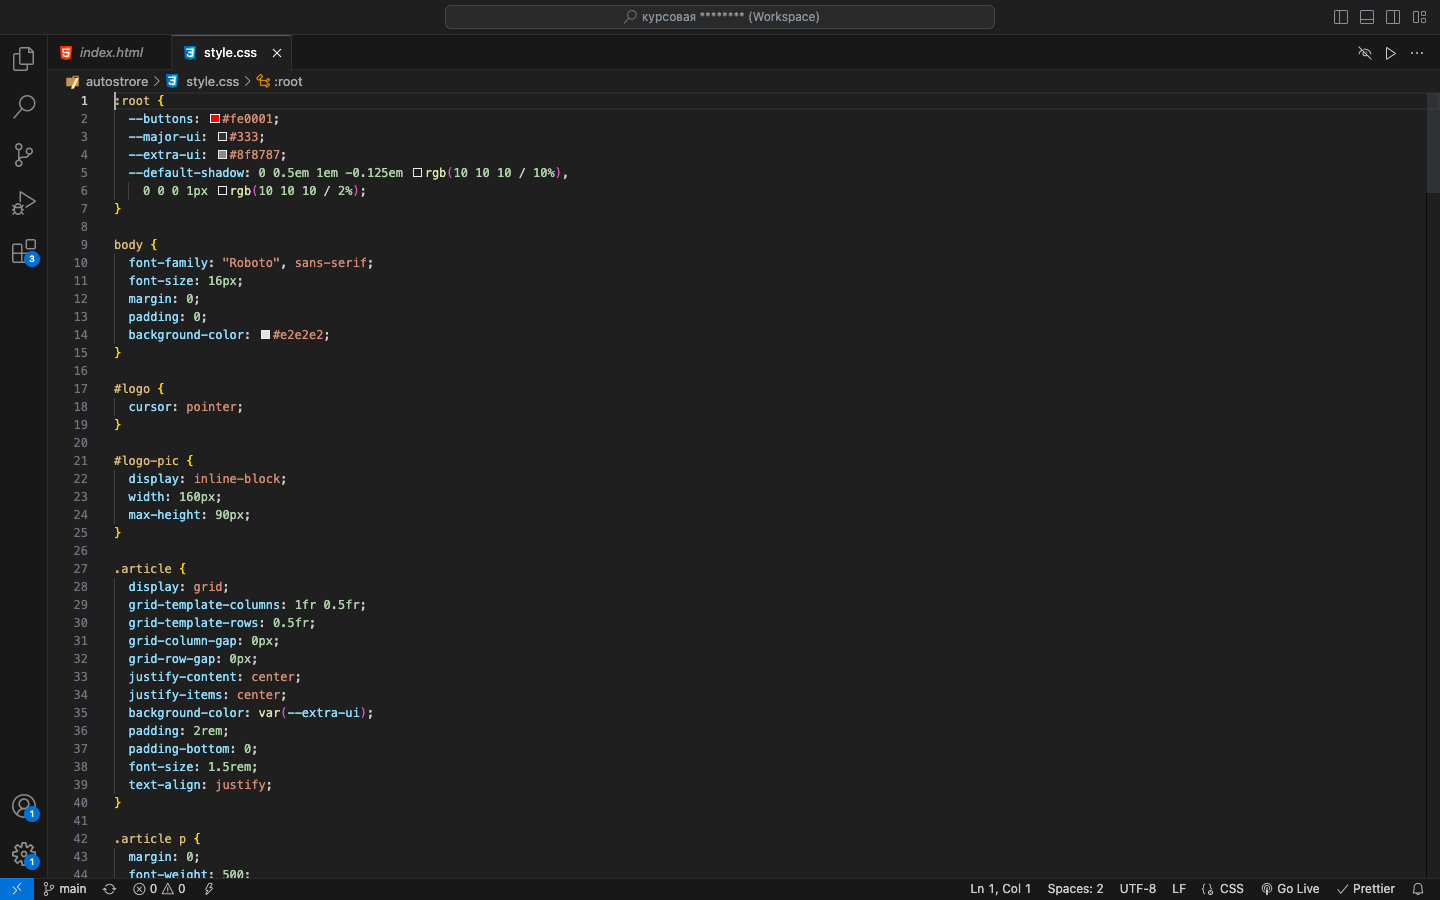 курсовая ******** (Workspace)
index.html
style.css
autostrore > style.css > :root
1 :root {
2 --buttons: #fe0001;
3 --major-ui: #333;
4 --extra-ui: #8f8787;
5 --default-shadow: 0 0.5em 1em -0.125em rgb(10 10 10 / 10%),
6 0 0 0 1px rgb(10 10 10 / 2%);
7 }
8
9 body {
10 font-family: "Roboto", sans-serif;
11 font-size: 16px;
12 margin: 0;
13 padding: 0;
14 background-color: #e2e2e2;
15 }
16
17 #logo {
18 cursor: pointer;
19 }
20
21 #logo-pic {
22 display: inline-block;
23 width: 160px;
24 max-height: 90px;
25 }
26
27 .article {
28 display: grid;
29 grid-template-columns: 1fr 0.5fr;
30 grid-template-rows: 0.5fr;
31 grid-column-gap: 0px;
32 grid-row-gap: 0px;
33 justify-content: center;
34 justify-items: center;
35 background-color: var(--extra-ui);
36 padding: 2rem;
37 padding-bottom: 0;
38 font-size: 1.5rem;
39 text-align: justify;
40 }
41
42 .article p {
43 margin: 0;
44 font-weight: 500;
3
1
1
main 0 0 Ln 1, Col 1 Spaces: 2 UTF-8 LF CSS Go Live Prettier